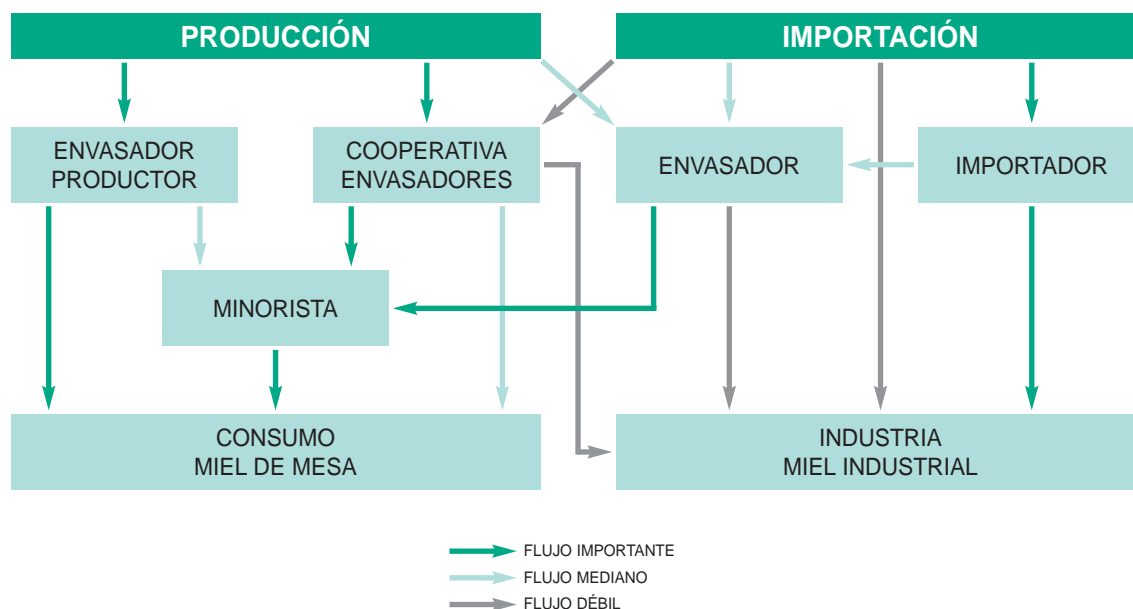 PRODUCCIÓN
IMPORTACIÓN
ENVASADOR
PRODUCTOR
COOPERATIVA
ENVASADORES
ENVASADOR
IMPORTADOR
MINORISTA
CONSUMO
MIEL DE MESA
INDUSTRIA
MIEL INDUSTRIAL
FLUJO IMPORTANTE
FLUJO MEDIANO
FLUJO DÉBIL